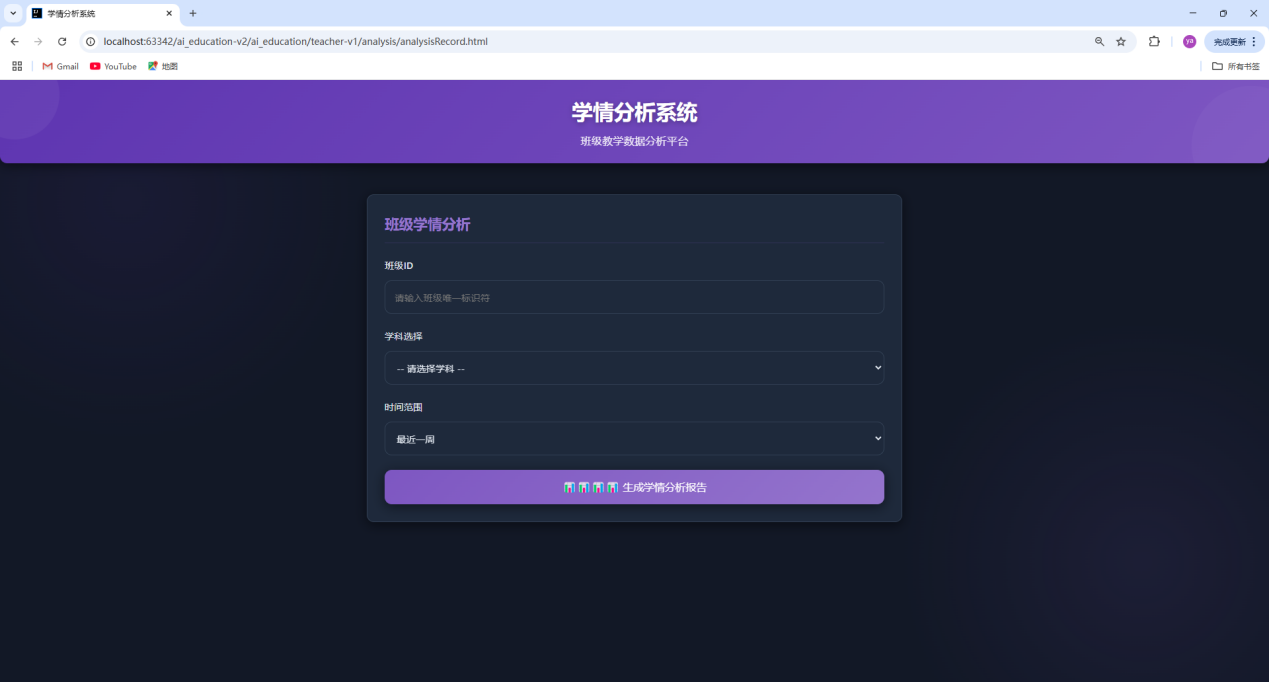 学情分析系统
localhost:63342/ai_education-v2/ai_education/teacher-v1/analysis/analysisRecord.html
ya
完成更新
Gmail
YouTube
地图
所有书签
学情分析系统
班级教学数据分析平台
班级学情分析
班级ID
请输入班级唯一标识符
学科选择
-- 请选择学科 --
时间范围
最近一周
📊 📊 📊 📊 生成学情分析报告